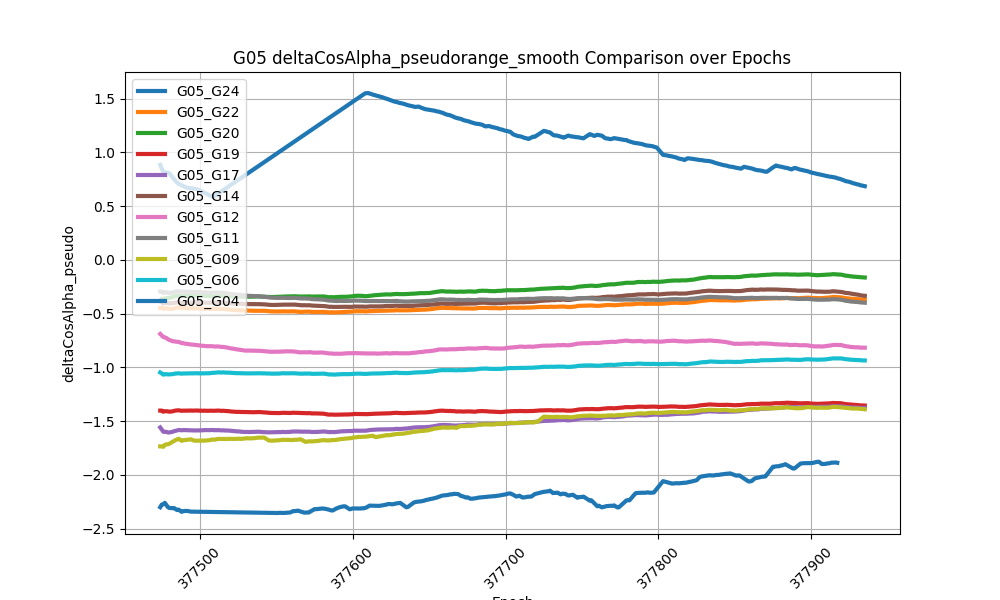 G05 deltaCosAlpha_pseudorange_smooth Comparison over Epochs
deltaCosAlpha_pseudo
1.5
1.0
0.5
0.0
−0.5
−1.0
−1.5
−2.0
−2.5
G05_G24
G05_G22
G05_G20
G05_G19
G05_G17
G05_G14
G05_G12
G05_G11
G05_G09
G05_G06
G05_G04
377500
377600
377700
377800
377900
Epoch